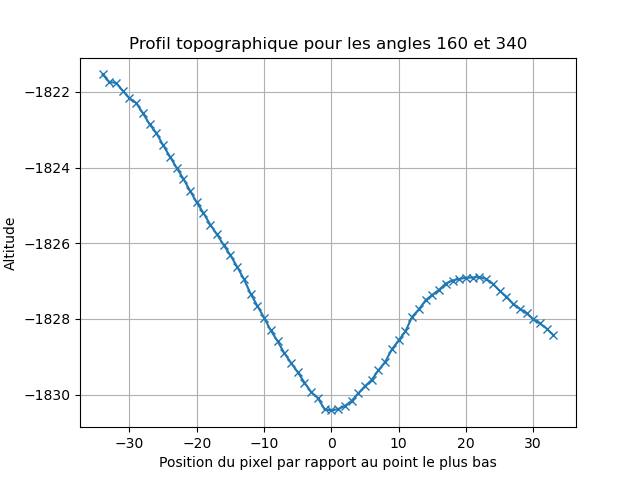 Profil topographique pour les angles 160 et 340
−1822
−1824
−1826
−1828
−1830
Altitude
−30 −20 −10 0 10 20 30
Position du pixel par rapport au point le plus bas